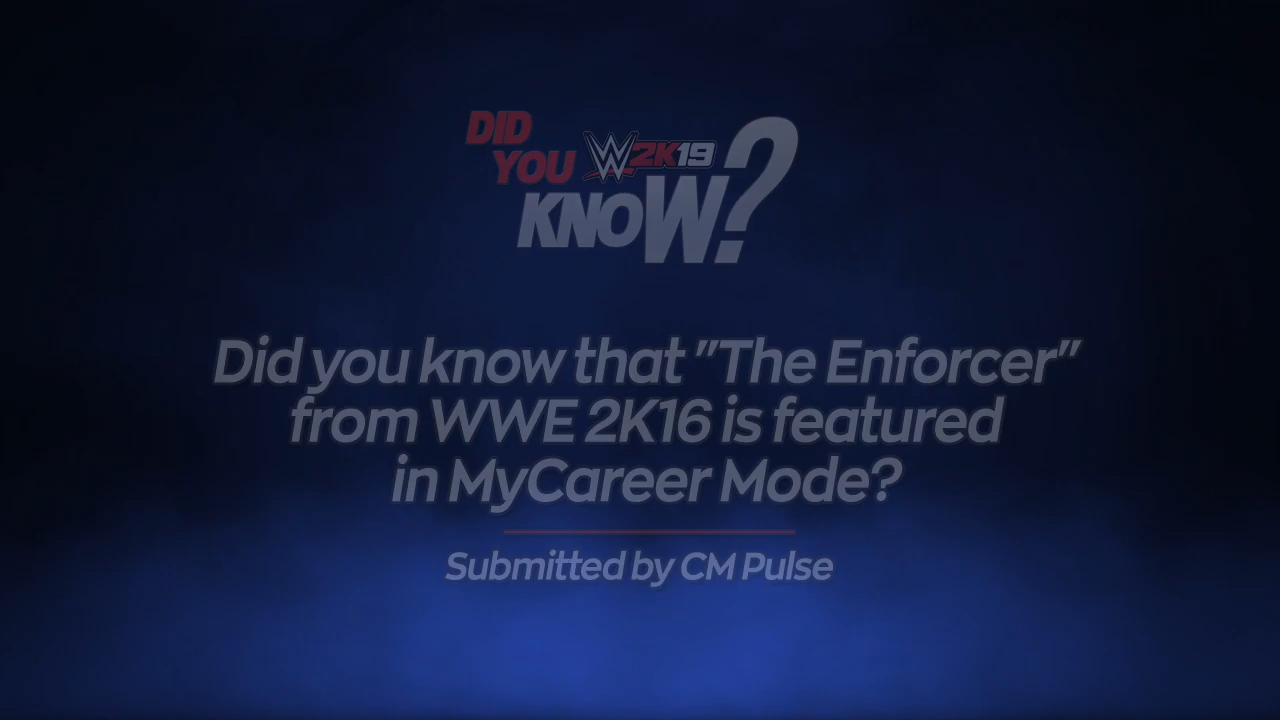 DID
YOU W 2K19
KNOW?
Did you know that "The Enforcer"
from WWE 2K16 is featured
in MyCareer Mode?
Submitted by CM Pulse